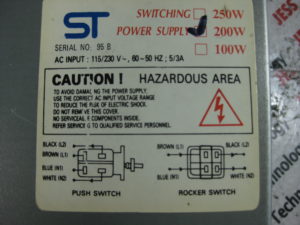 ST
SWITCHING 250W
POWER SUPPLY 200W
100W
SERIAL NO. 95 B
AC INPUT : 115/230 V~, 60-50 HZ ; 5/3A
CAUTION ! HAZARDOUS AREA
TO AVOID DAMAGING THE POWER SUPPLY.
USE THE CORRECT AC INPUT VOLTAGE RANGE
TO REDUCE THE RISK OF ELECTRIC SHOCK.
DO NOT REMOVE THIS COVER.
NO SERVICEABLE COMPONENTS INSIDE.
REFER SERVICE TO QUALIFIED SERVICE PERSONNEL.
BLACK (L2)
BROWN (L1)
BLUE (N1)
WHITE (N2)
PUSH SWITCH
BLACK (L2)
BROWN (L1)
BLUE (N1)
WHITE (N2)
ROCKER SWITCH
JESS